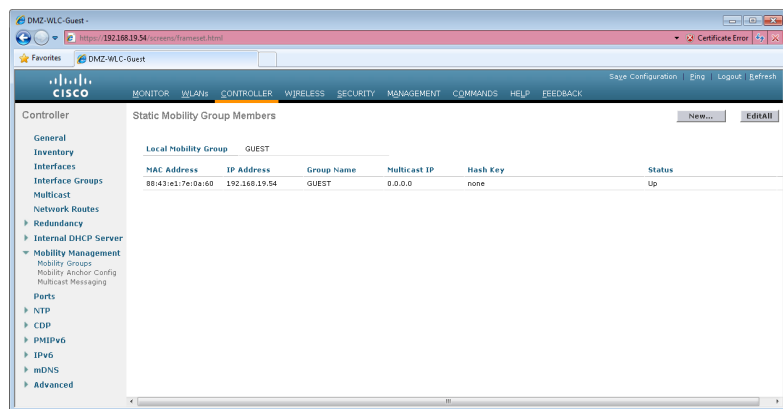 DMZ-WLC-Guest -
https://192.168.19.54/screens/frameset.html
Certificate Error
Favorites
DMZ-WLC-Guest
Save Configuration | Ping | Logout | Refresh
CISCO
MONITOR WLANs CONTROLLER WIRELESS SECURITY MANAGEMENT COMMANDS HELP FEEDBACK
Controller
General
Inventory
Interfaces
Interface Groups
Multicast
Network Routes
Redundancy
Internal DHCP Server
Mobility Management
Mobility Groups
Mobility Anchor Config
Multicast Messaging
Ports
NTP
CDP
PMIPv6
IPv6
mDNS
Advanced
Static Mobility Group Members
New...
EditAll
Local Mobility Group GUEST
MAC Address IP Address Group Name Multicast IP Hash Key Status
88:43:e1:7e:0a:60 192.168.19.54 GUEST 0.0.0.0 none Up